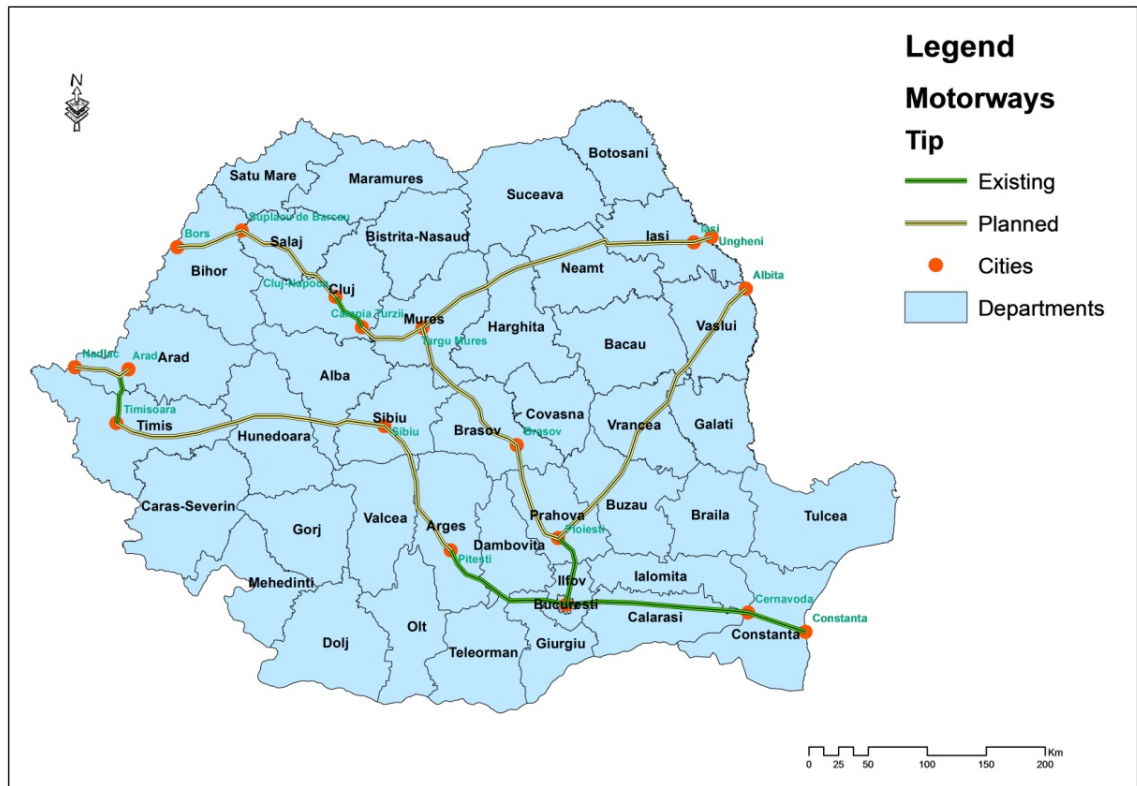 Legend
Motorways
Tip
Existing
Planned
Cities
Departments
N
Botosani
Satu Mare
Maramures
Suceava
Suplacu de Barcau
Iasi
Iasi
Ungheni
Bors
Salaj
Bistrita-Nasaud
Bihor
Neamt
Albita
Cluj-Napoca
Cluj
Campia Turzii
Mures
Harghita
Vaslui
Targu Mures
Bacau
Nadlac
Arad
Arad
Alba
Timisoara
Timis
Sibiu
Sibiu
Covasna
Hunedoara
Brasov
Brasov
Vrancea
Galati
Caras-Severin
Valcea
Prahova
Buzau
Braila
Tulcea
Gorj
Arges
Ploiesti
Dambovita
Pitesti
Mehedinti
Ilfov
Ialomita
Bucuresti
Cernavoda
Calarasi
Constanta
Constanta
Olt
Dolj
Teleorman
Giurgiu
Km
0 25 50 100 150 200